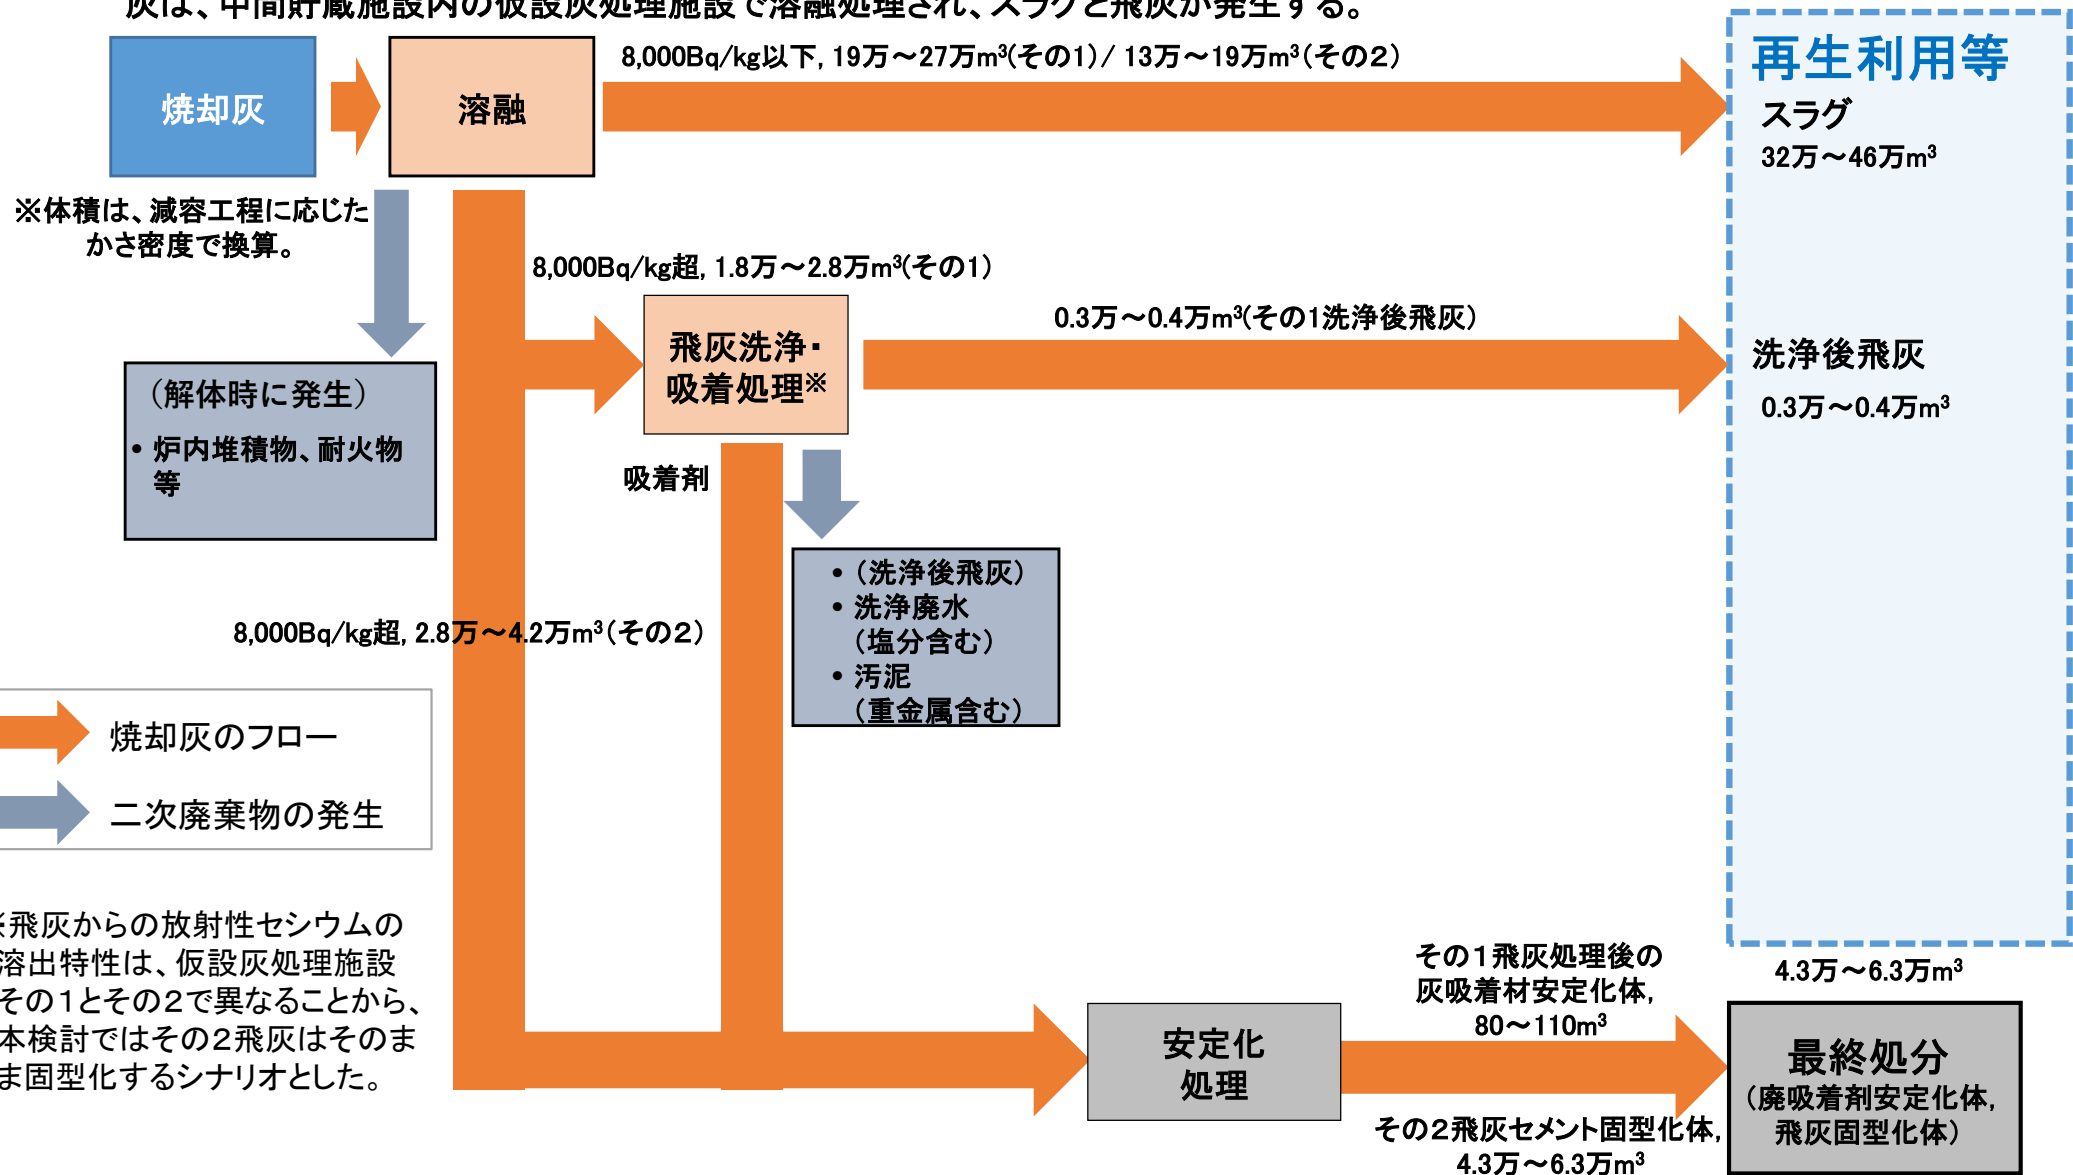 灰は、中間貯蔵施設内の仮設灰処理施設で溶融処理され、スラグと飛灰が発生する。
焼却灰
溶融
8,000Bq/kg以下, 19万～27万m³(その1)/ 13万～19万m³(その2)
再生利用等
スラグ
32万～46万m³
※体積は、減容工程に応じた
かさ密度で換算。
8,000Bq/kg超, 1.8万～2.8万m³(その1)
飛灰洗浄・
吸着処理※
0.3万～0.4万m³(その1洗浄後飛灰)
洗浄後飛灰
0.3万～0.4万m³
(解体時に発生)
• 炉内堆積物、耐火物
等
吸着剤
• (洗浄後飛灰)
• 洗浄廃水
(塩分含む)
• 汚泥
(重金属含む)
8,000Bq/kg超, 2.8万～4.2万m³(その2)
焼却灰のフロー
二次廃棄物の発生
※飛灰からの放射性セシウムの
溶出特性は、仮設灰処理施設
その1とその2で異なることから、
本検討ではその2飛灰はそのま
ま固型化するシナリオとした。
安定化
処理
その1飛灰処理後の
灰吸着材安定化体,
80～110m³
その2飛灰セメント固型化体,
4.3万～6.3万m³
4.3万～6.3万m³
最終処分
(廃吸着剤安定化体,
飛灰固型化体)